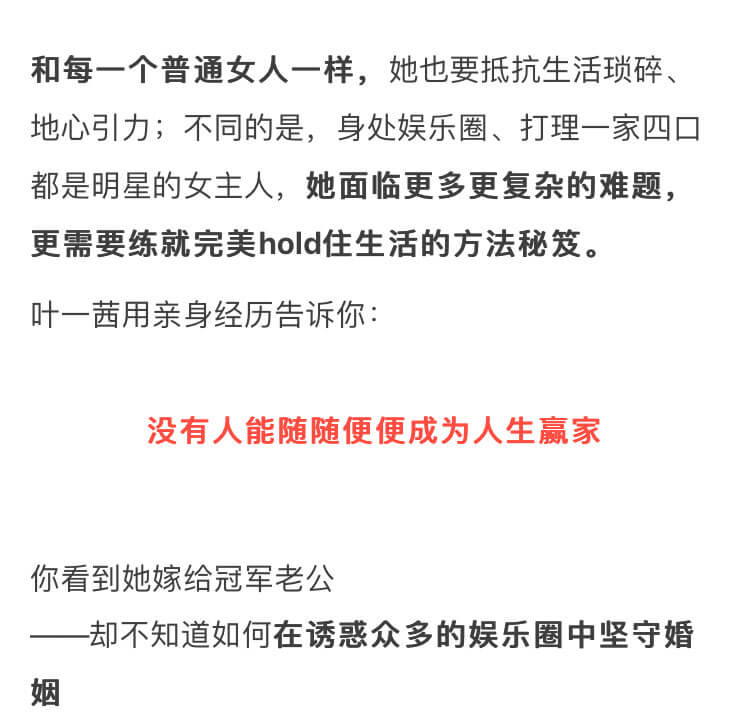 和每一个普通女人一样，她也要抵抗生活琐碎、
地心引力；不同的是，身处娱乐圈、打理一家四口
都是明星的女主人，她面临更多更复杂的难题，
更需要练就完美hold住生活的方法秘笈。
叶一茜用亲身经历告诉你：
没有人能随随便便成为人生赢家
你看到她嫁给冠军老公
——却不知道如何在诱惑众多的娱乐圈中坚守婚
姻